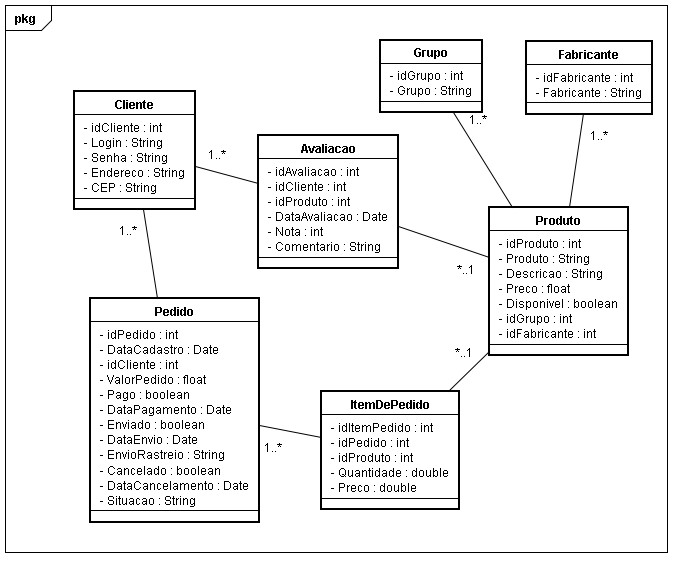 pkg
Grupo
- idGrupo : int
- Grupo : String
Fabricante
- idFabricante : int
- Fabricante : String
Cliente
- idCliente : int
- Login : String
- Senha : String
- Endereco : String
- CEP : String
1..*
1..*
1..*
Avaliacao
- idAvaliacao : int
- idCliente : int
- idProduto : int
- DataAvaliacao : Date
- Nota : int
- Comentario : String
Produto
- idProduto : int
- Produto : String
- Descricao : String
- Preco : float
- Disponivel : boolean
- idGrupo : int
- idFabricante : int
1..*
*..1
Pedido
- idPedido : int
- DataCadastro : Date
- idCliente : int
- ValorPedido : float
- Pago : boolean
- DataPagamento : Date
- Enviado : boolean
- DataEnvio : Date
- EnvioRastreio : String
- Cancelado : boolean
- DataCancelamento : Date
- Situacao : String
*..1
ItemDePedido
- idItemPedido : int
- idPedido : int
- idProduto : int
- Quantidade : double
- Preco : double
1..*